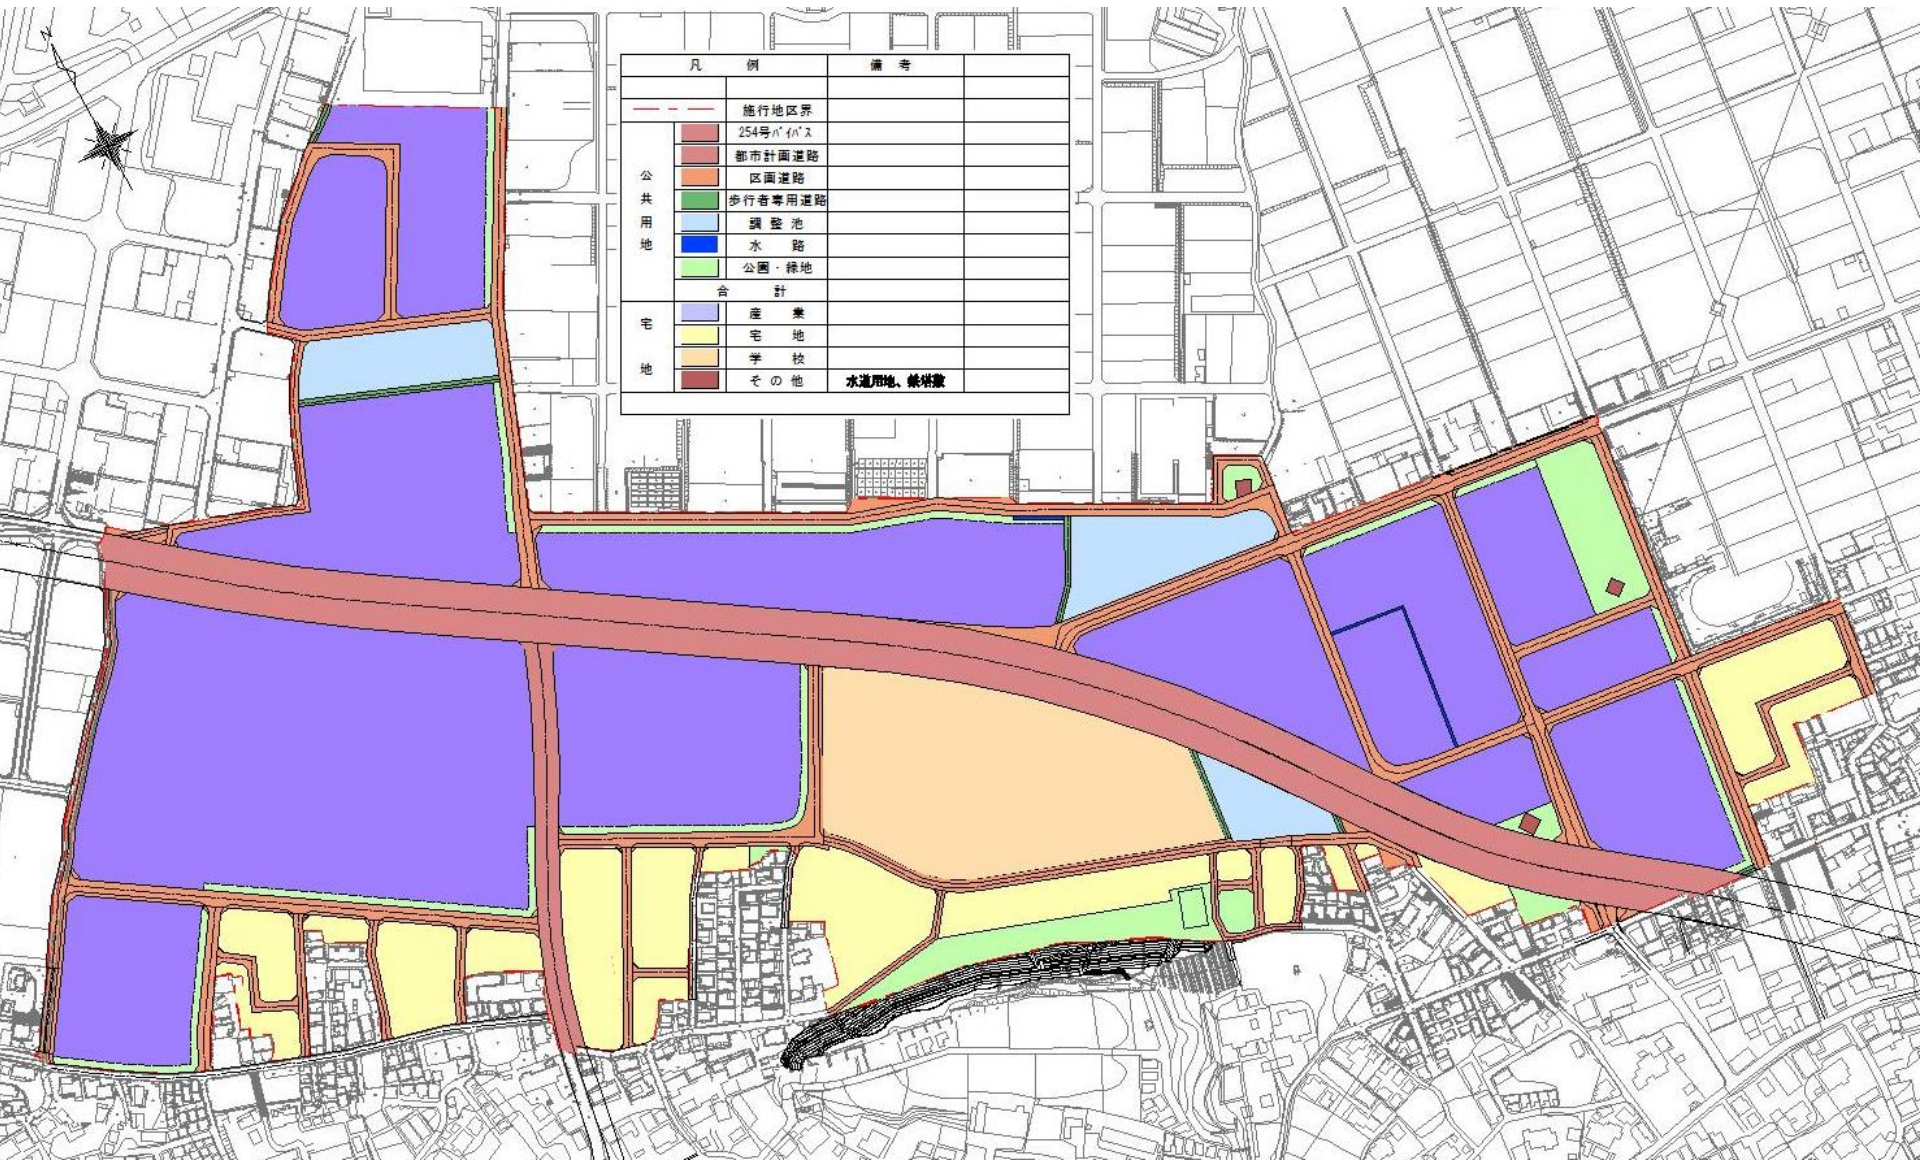 N
凡 例 備 考
施行地区界
254号ﾊﾞｲﾊﾟｽ
都市計画道路
公 区画道路
共 歩行者専用道路
用 調 整 池
地 水 路
公園・緑地
合 計
宅 産 業
宅 地
地 学 校
そ の 他 水道用地、鉄塔敷